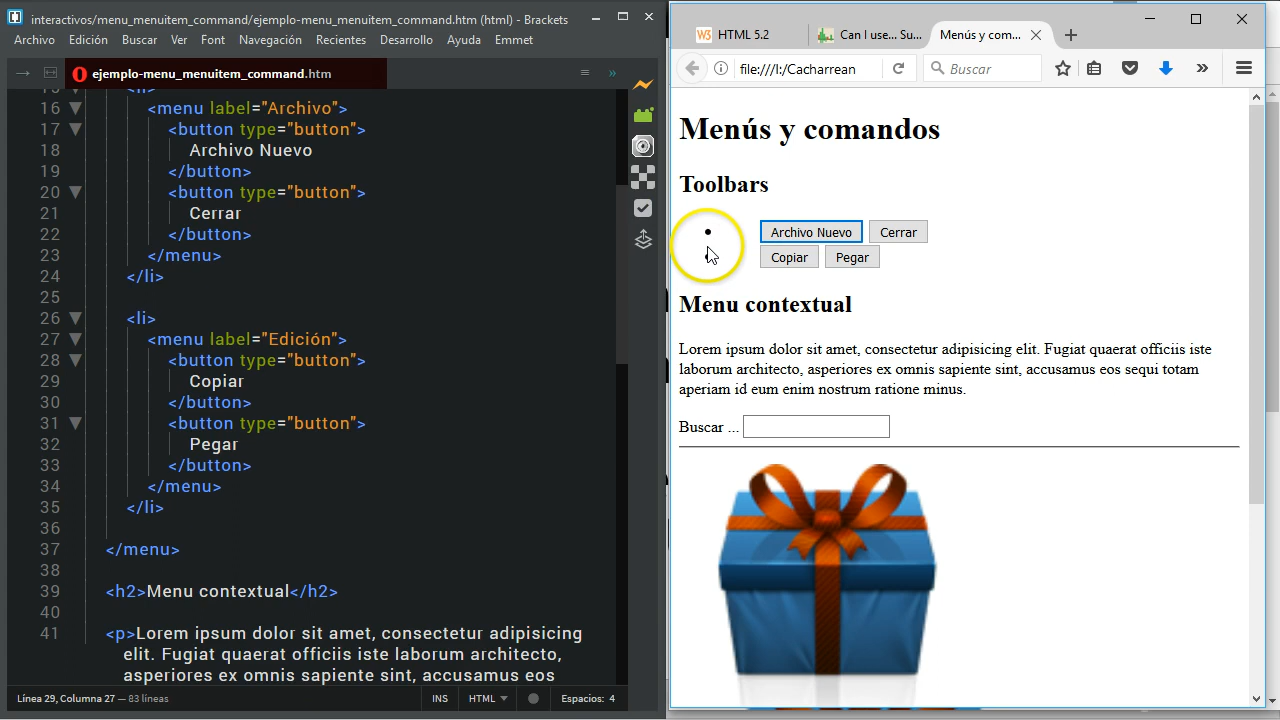 interactivos/menu_menuitem_command/ejemplo-menu_menuitem_command.htm (html) - Brackets
Archivo Edición Buscar Ver Font Navegación Recientes Desarrollo Ayuda Emmet
ejemplo-menu_menuitem_command.htm
16 <menu label="Archivo">
17 <button type="button">
18 Archivo Nuevo
19 </button>
20 <button type="button">
21 Cerrar
22 </button>
23 </menu>
24 </li>
25
26 <li>
27 <menu label="Edición">
28 <button type="button">
29 Copiar
30 </button>
31 <button type="button">
32 Pegar
33 </button>
34 </menu>
35 </li>
36
37 </menu>
38
39 <h2>Menu contextual</h2>
40
41 <p>Lorem ipsum dolor sit amet, consectetur adipisicing
elit. Fugiat quaerat officiis iste laborum architecto,
asperiores ex omnis sapiente sint, accusamus eos
Línea 29, Columna 27 — 83 líneas INS HTML Espacios: 4
W3 HTML 5.2 Can I use... Su... Menús y com...
file:///I:/Cacharrean Buscar
Menús y comandos
Toolbars
Archivo Nuevo Cerrar
Copiar Pegar
Menu contextual
Lorem ipsum dolor sit amet, consectetur adipisicing elit. Fugiat quaerat officiis iste
laborum architecto, asperiores ex omnis sapiente sint, accusamus eos sequi totam
aperiam id eum enim nostrum ratione minus.
Buscar ...